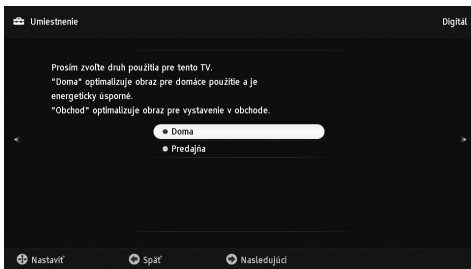 Umiestnenie
Digitál
Prosím zvoľte druh použitia pre tento TV.
"Doma" optimalizuje obraz pre domáce použitie a je
energeticky úsporné.
"Obchod" optimalizuje obraz pre vystavenie v obchode.
Doma
Predajňa
Nastaviť
Späť
Nasledujúci